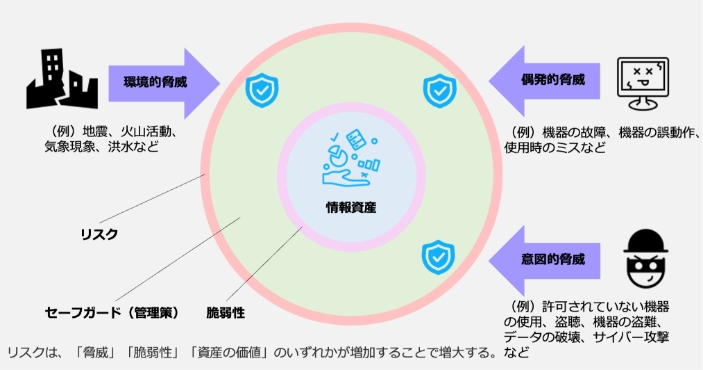 環境的脅威
（例）地震、火山活動、
気象現象、洪水など
偶発的脅威
（例）機器の故障、機器の誤動作、
使用時のミスなど
情報資産
リスク
セーフガード（管理策）
脆弱性
意図的脅威
（例）許可されていない機器
の使用、盗聴、機器の盗難、
データの破壊、サイバー攻撃
など
リスクは、「脅威」「脆弱性」「資産の価値」のいずれかが増加することで増大する。